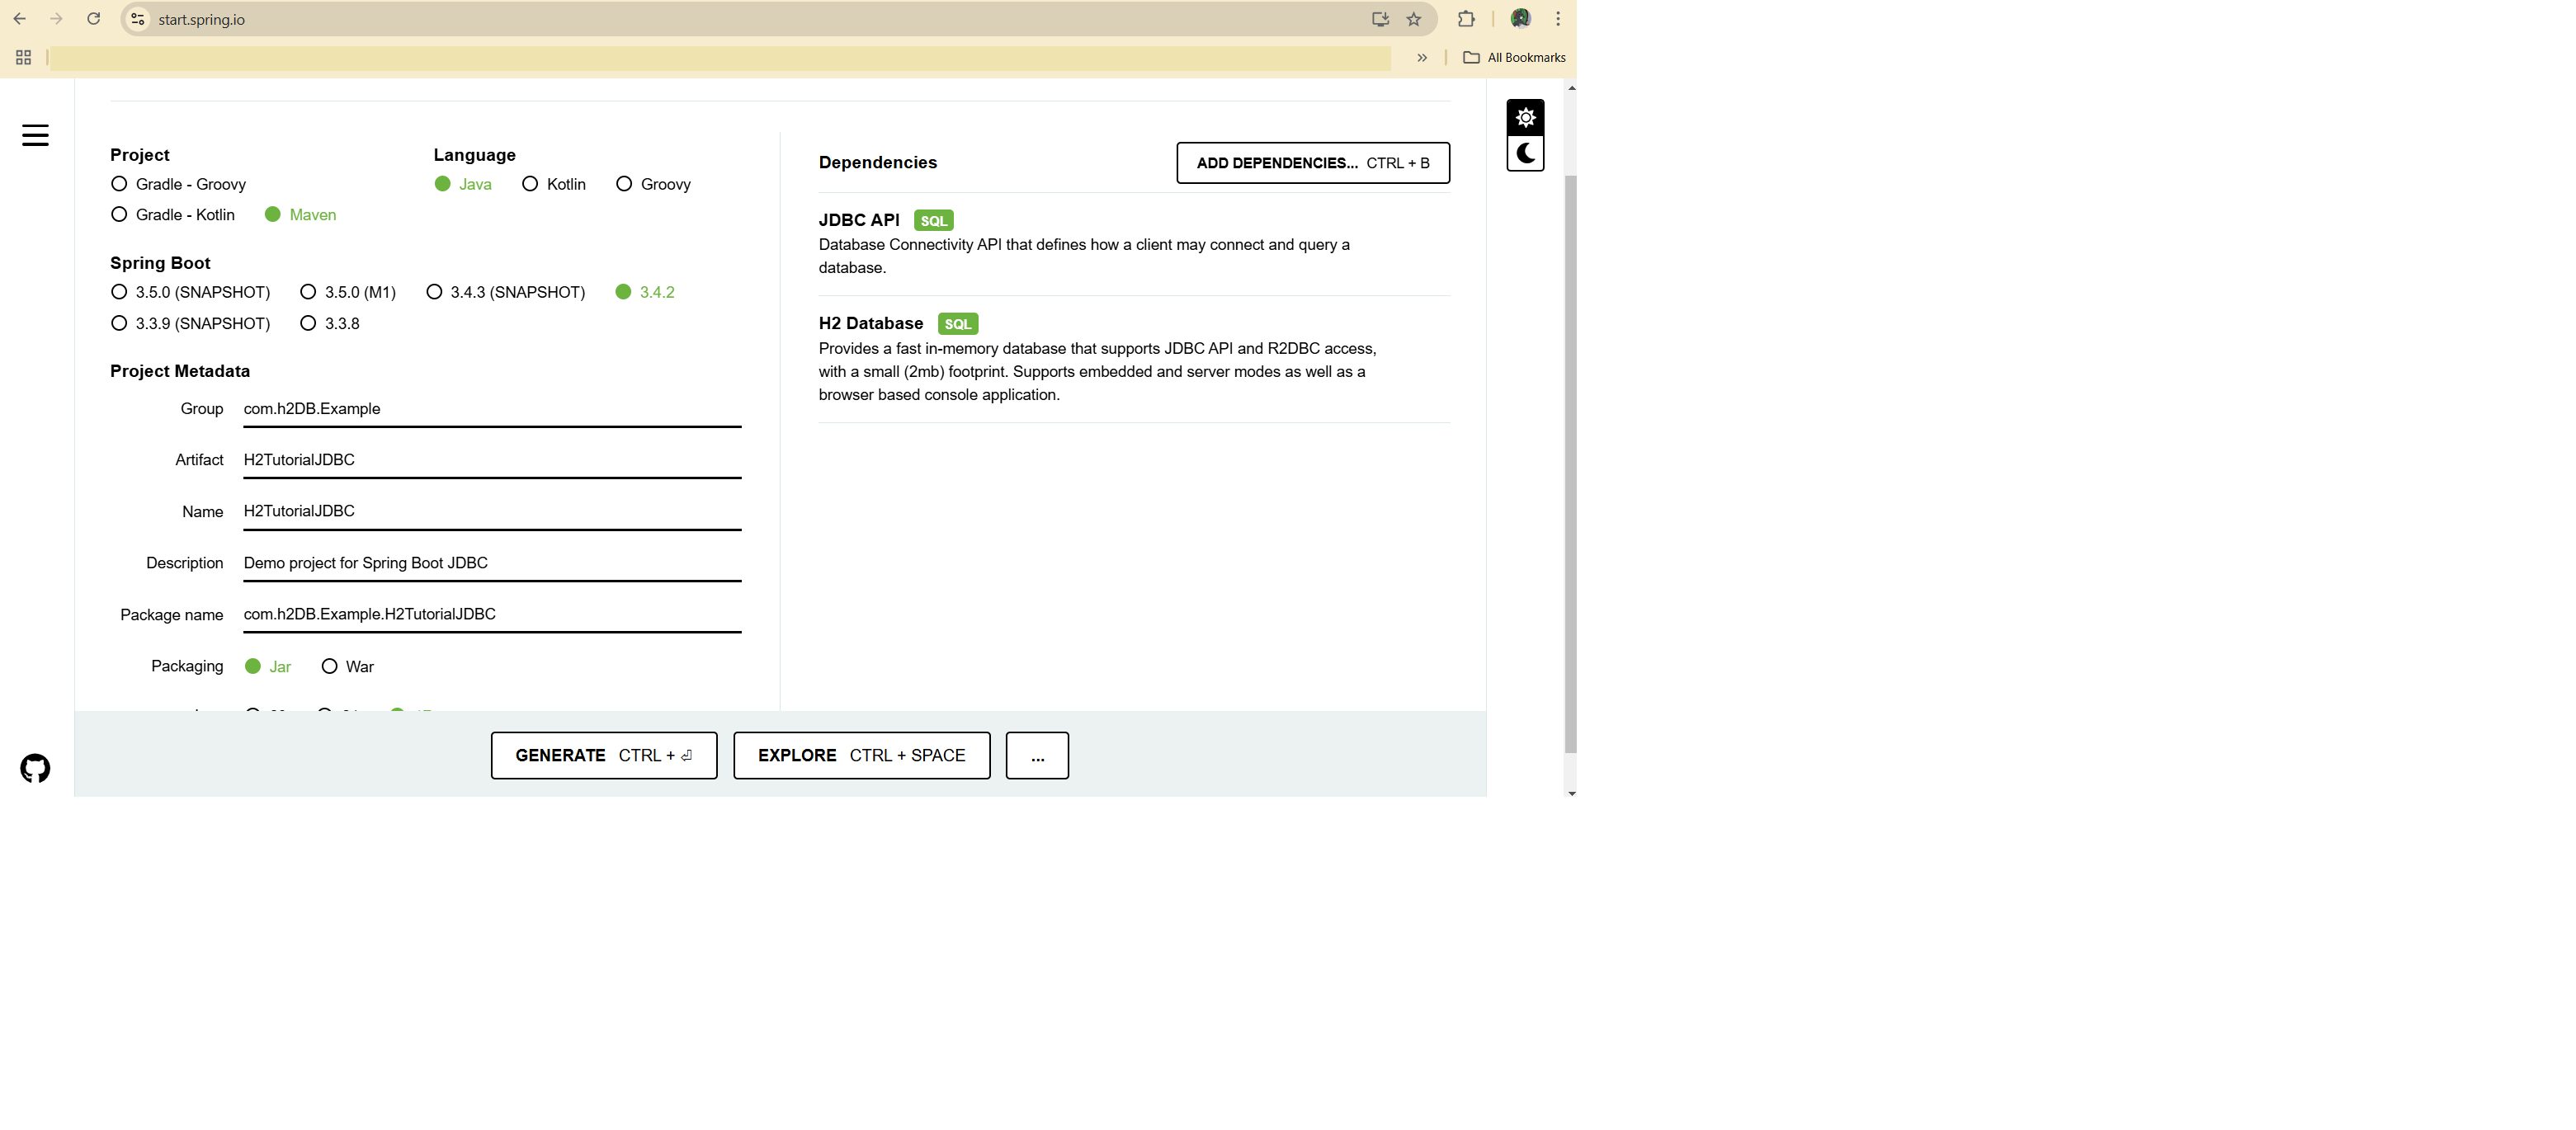 start.spring.io
All Bookmarks
Project
Gradle - Groovy
Gradle - Kotlin Maven
Language
Java Kotlin Groovy
Spring Boot
3.5.0 (SNAPSHOT) 3.5.0 (M1) 3.4.3 (SNAPSHOT) 3.4.2
3.3.9 (SNAPSHOT) 3.3.8
Project Metadata
Group com.h2DB.Example
Artifact H2TutorialJDBC
Name H2TutorialJDBC
Description Demo project for Spring Boot JDBC
Package name com.h2DB.Example.H2TutorialJDBC
Packaging Jar War
Dependencies ADD DEPENDENCIES... CTRL + B
JDBC API SQL
Database Connectivity API that defines how a client may connect and query a
database.
H2 Database SQL
Provides a fast in-memory database that supports JDBC API and R2DBC access,
with a small (2mb) footprint. Supports embedded and server modes as well as a
browser based console application.
GENERATE CTRL + ⏎ EXPLORE CTRL + SPACE ...